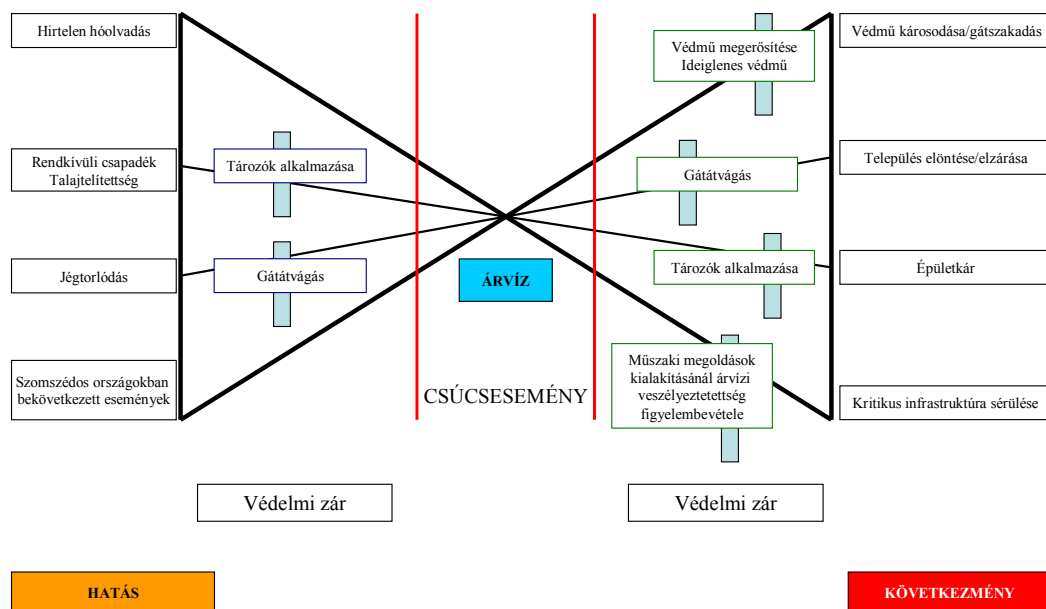 Hirtelen hóolvadás
Rendkívüli csapadék
Talajtelítettség
Jégtorlódás
Szomszédos országokban
bekövetkezett események
Tározók alkalmazása
Gátátvágás
ÁRVÍZ
CSÚCSESEMÉNY
Védmű megerősítése
Ideiglenes védmű
Gátátvágás
Tározók alkalmazása
Műszaki megoldások
kialakításánál árvízi
veszélyeztetettség
figyelembevétele
Védmű károsodása/gátszakadás
Település elöntése/elzárása
Épületkár
Kritikus infrastruktúra sérülése
Védelmi zár
Védelmi zár
HATÁS
KÖVETKEZMÉNY